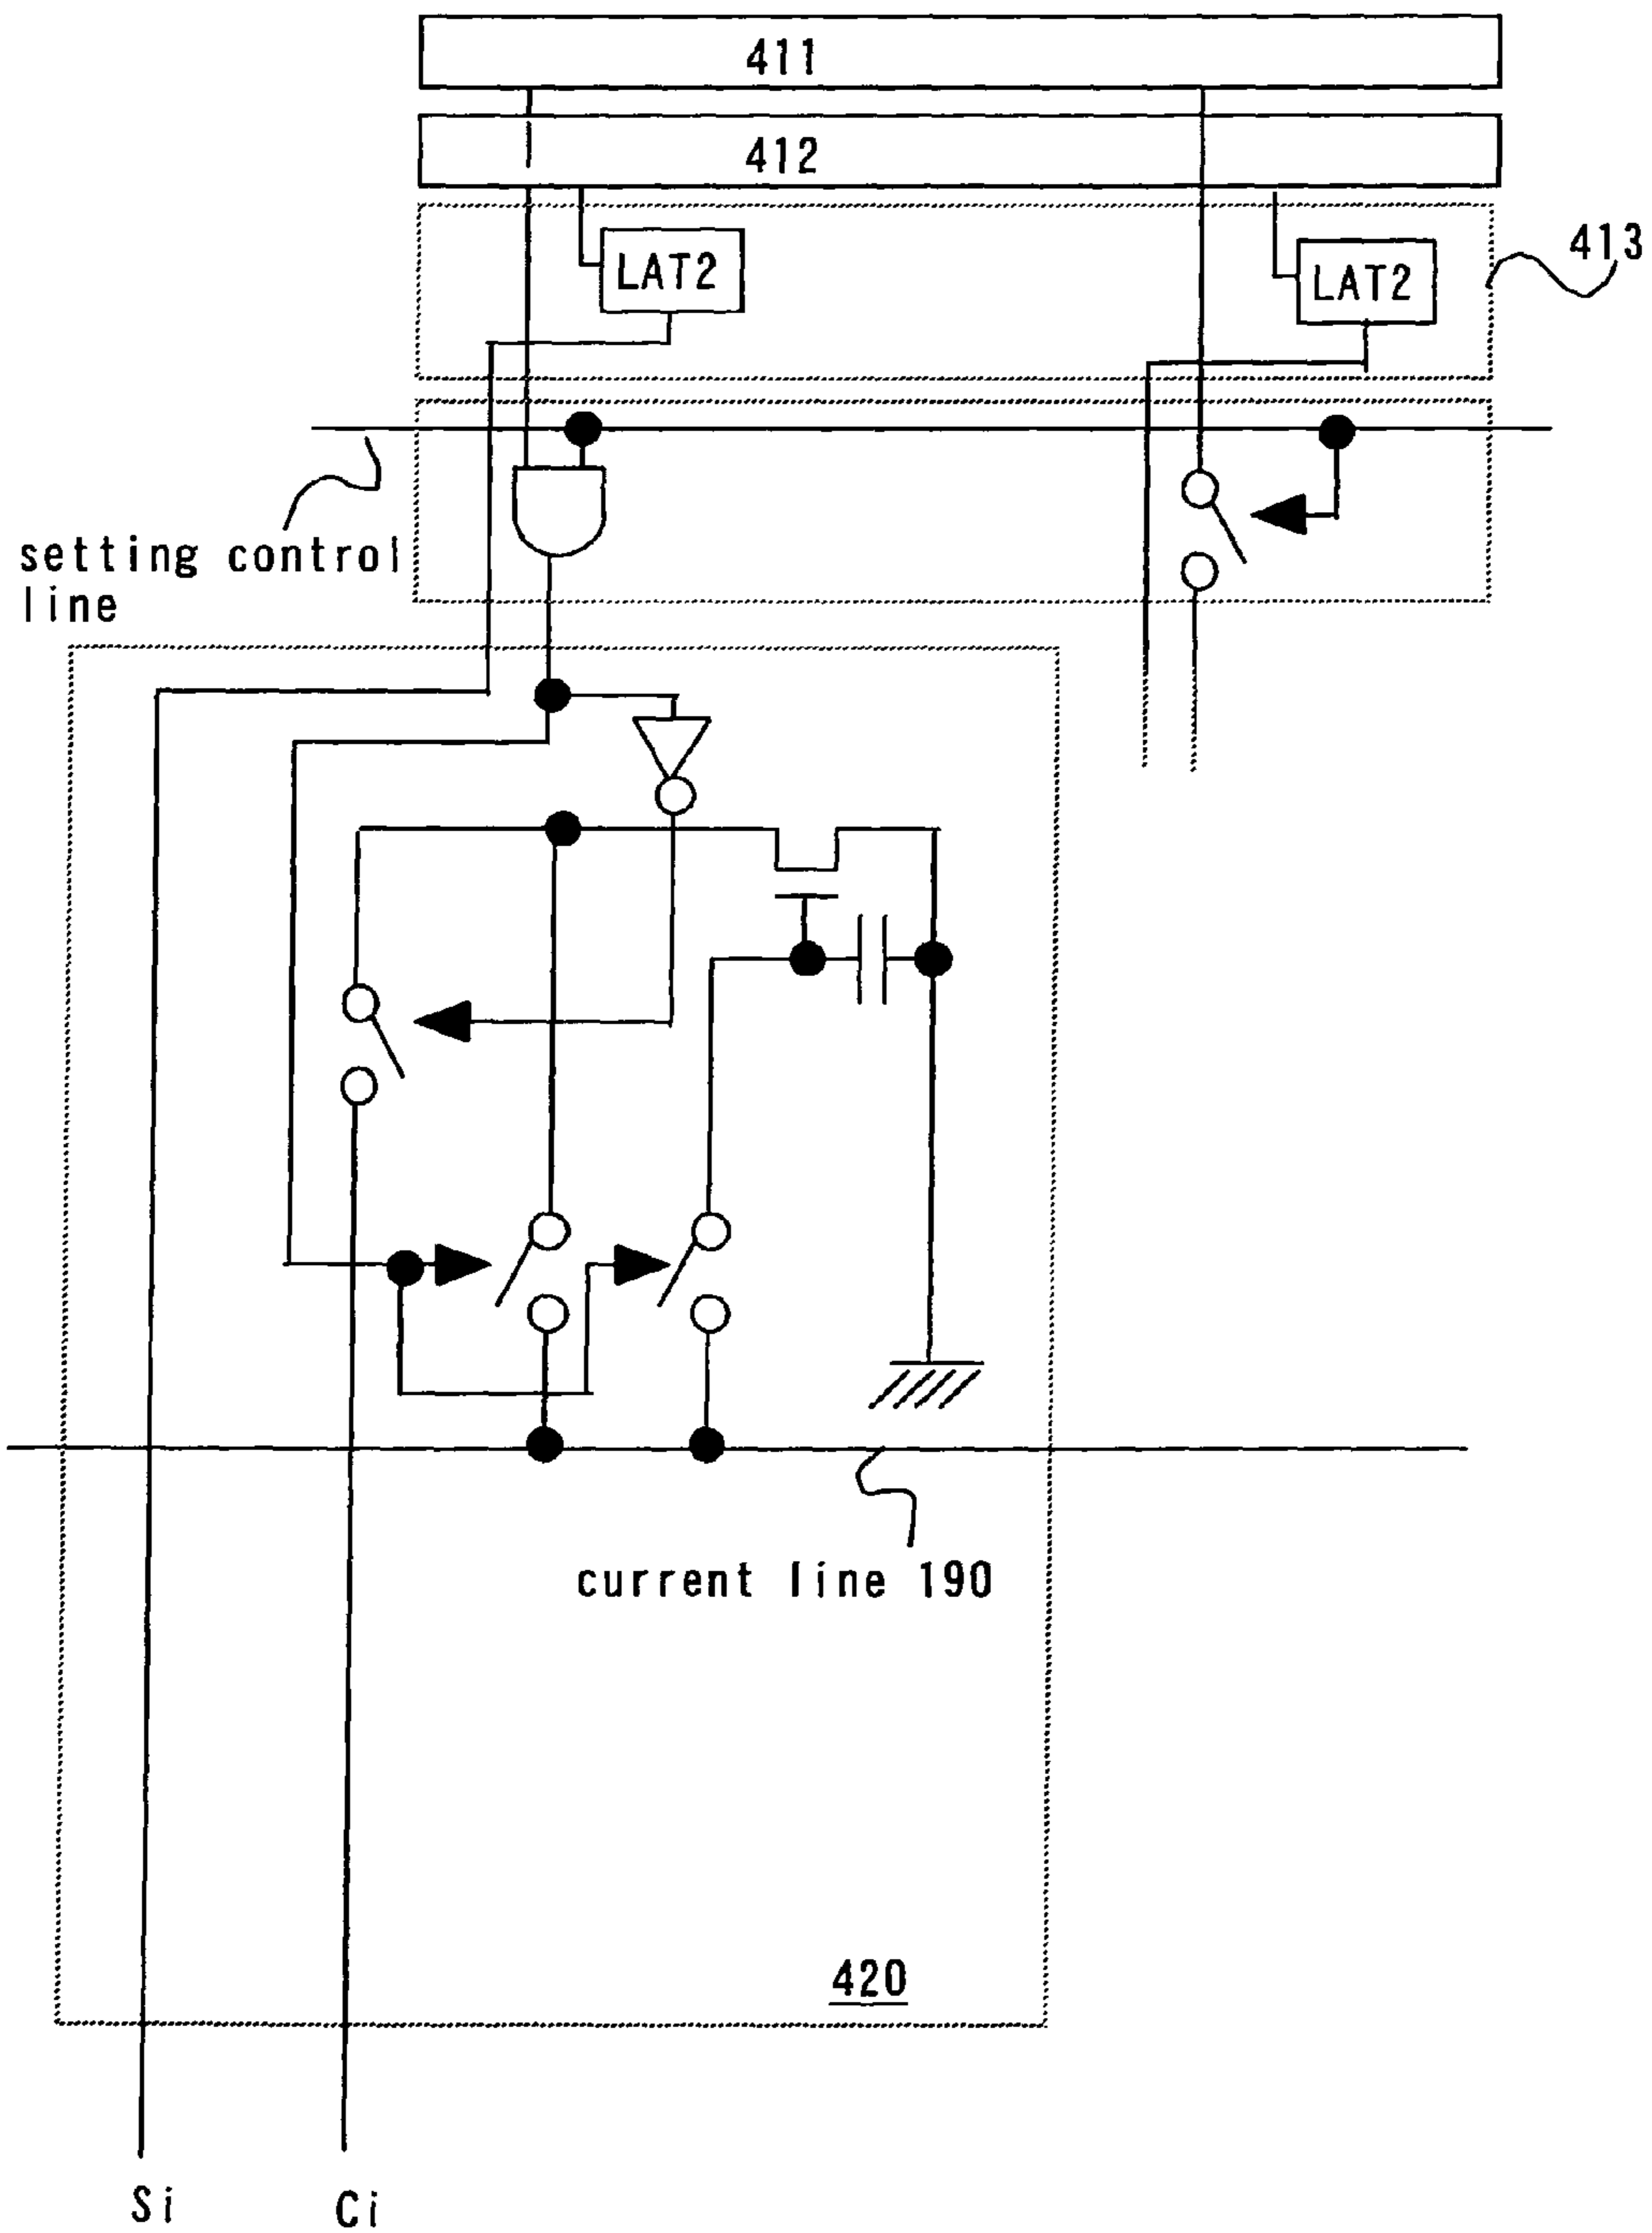 411
412
413
LAT2
LAT2
setting control
line
current line 190
420
Si
Ci